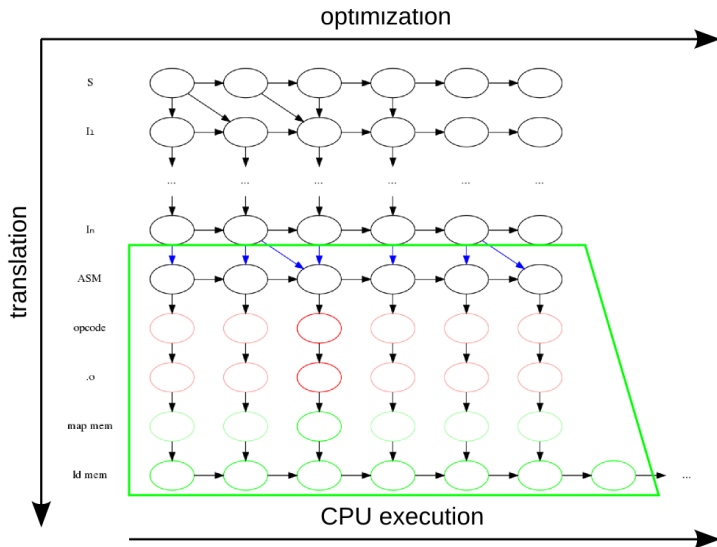 optimization
translation
S
I₁
... ... ... ... ... ...
Iₙ
ASM
opcode
.o
map mem
ld mem
...
CPU execution